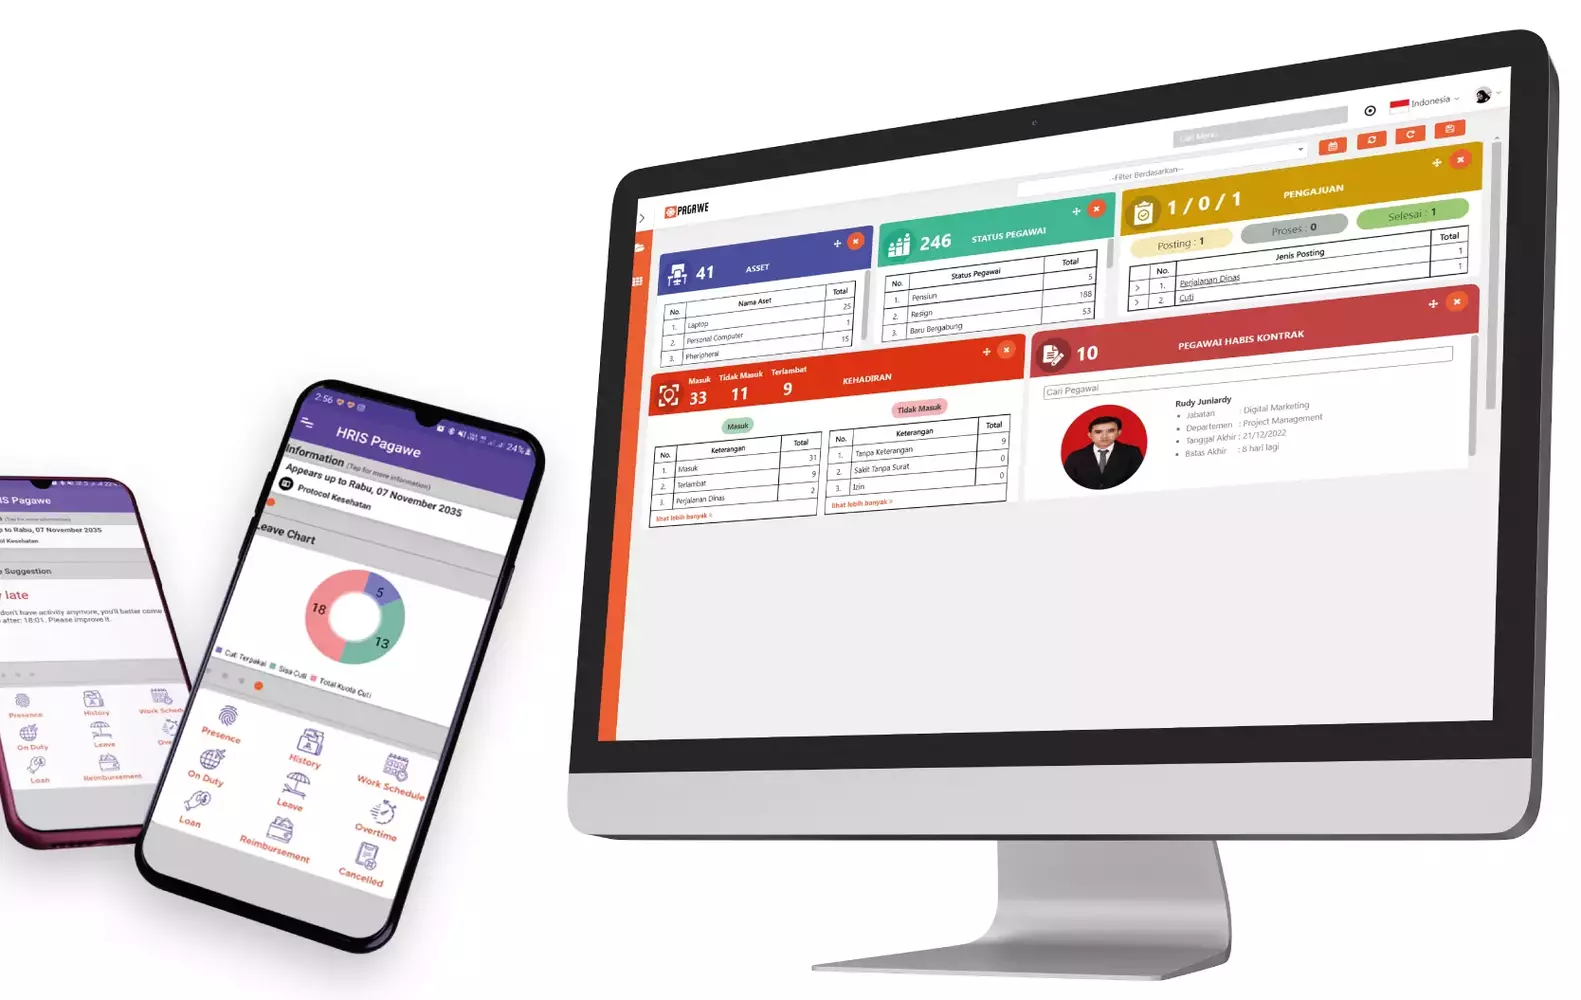 IS Pagawe
(Tap for more information)
p to Rabu, 07 November 2035
col Kesehatan
e Suggestion
y late
don't have activity anymore, you'll better come
after: 18:01. Please improve it.
Presence
History
Work Schedu
On Duty
Leave
Ove
Loan
Reimbursement
2:56
24%
HRIS Pagawe
Information (Tap for more information)
Appears up to Rabu, 07 November 2035
Protocol Kesehatan
Leave Chart
5
18
13
Cuti Terpakai
Sisa Cuti
Total Kuota Cuti
Presence
History
Work Schedule
On Duty
Leave
Overtime
Loan
Reimbursement
Cancelled
PAGAWE
Cari Menu
Indonesia
--Filter Berdasarkan--
41 ASSET
No. Nama Aset Total
1. Laptop 25
2. Personal Computer 1
3. Pheripheral 15
246 STATUS PEGAWAI
No. Status Pegawai Total
1. Pensiun 5
2. Resign 188
3. Baru Bergabung 53
1 / 0 / 1 PENGAJUAN
Posting : 1 Proses : 0 Selesai : 1
No. Jenis Posting Total
1. Perjalanan Dinas 1
2. Cuti 1
Masuk Tidak Masuk Terlambat
33 11 9 KEHADIRAN
Masuk
No. Keterangan Total
1. Masuk 31
2. Terlambat 9
3. Perjalanan Dinas 2
lihat lebih banyak »
Tidak Masuk
No. Keterangan Total
1. Tanpa Keterangan 9
2. Sakit Tanpa Surat 0
3. Izin 0
lihat lebih banyak »
10 PEGAWAI HABIS KONTRAK
Cari Pegawai
Rudy Juniardy
Jabatan : Digital Marketing
Departemen : Project Management
Tanggal Akhir : 21/12/2022
Batas Akhir : 8 hari lagi